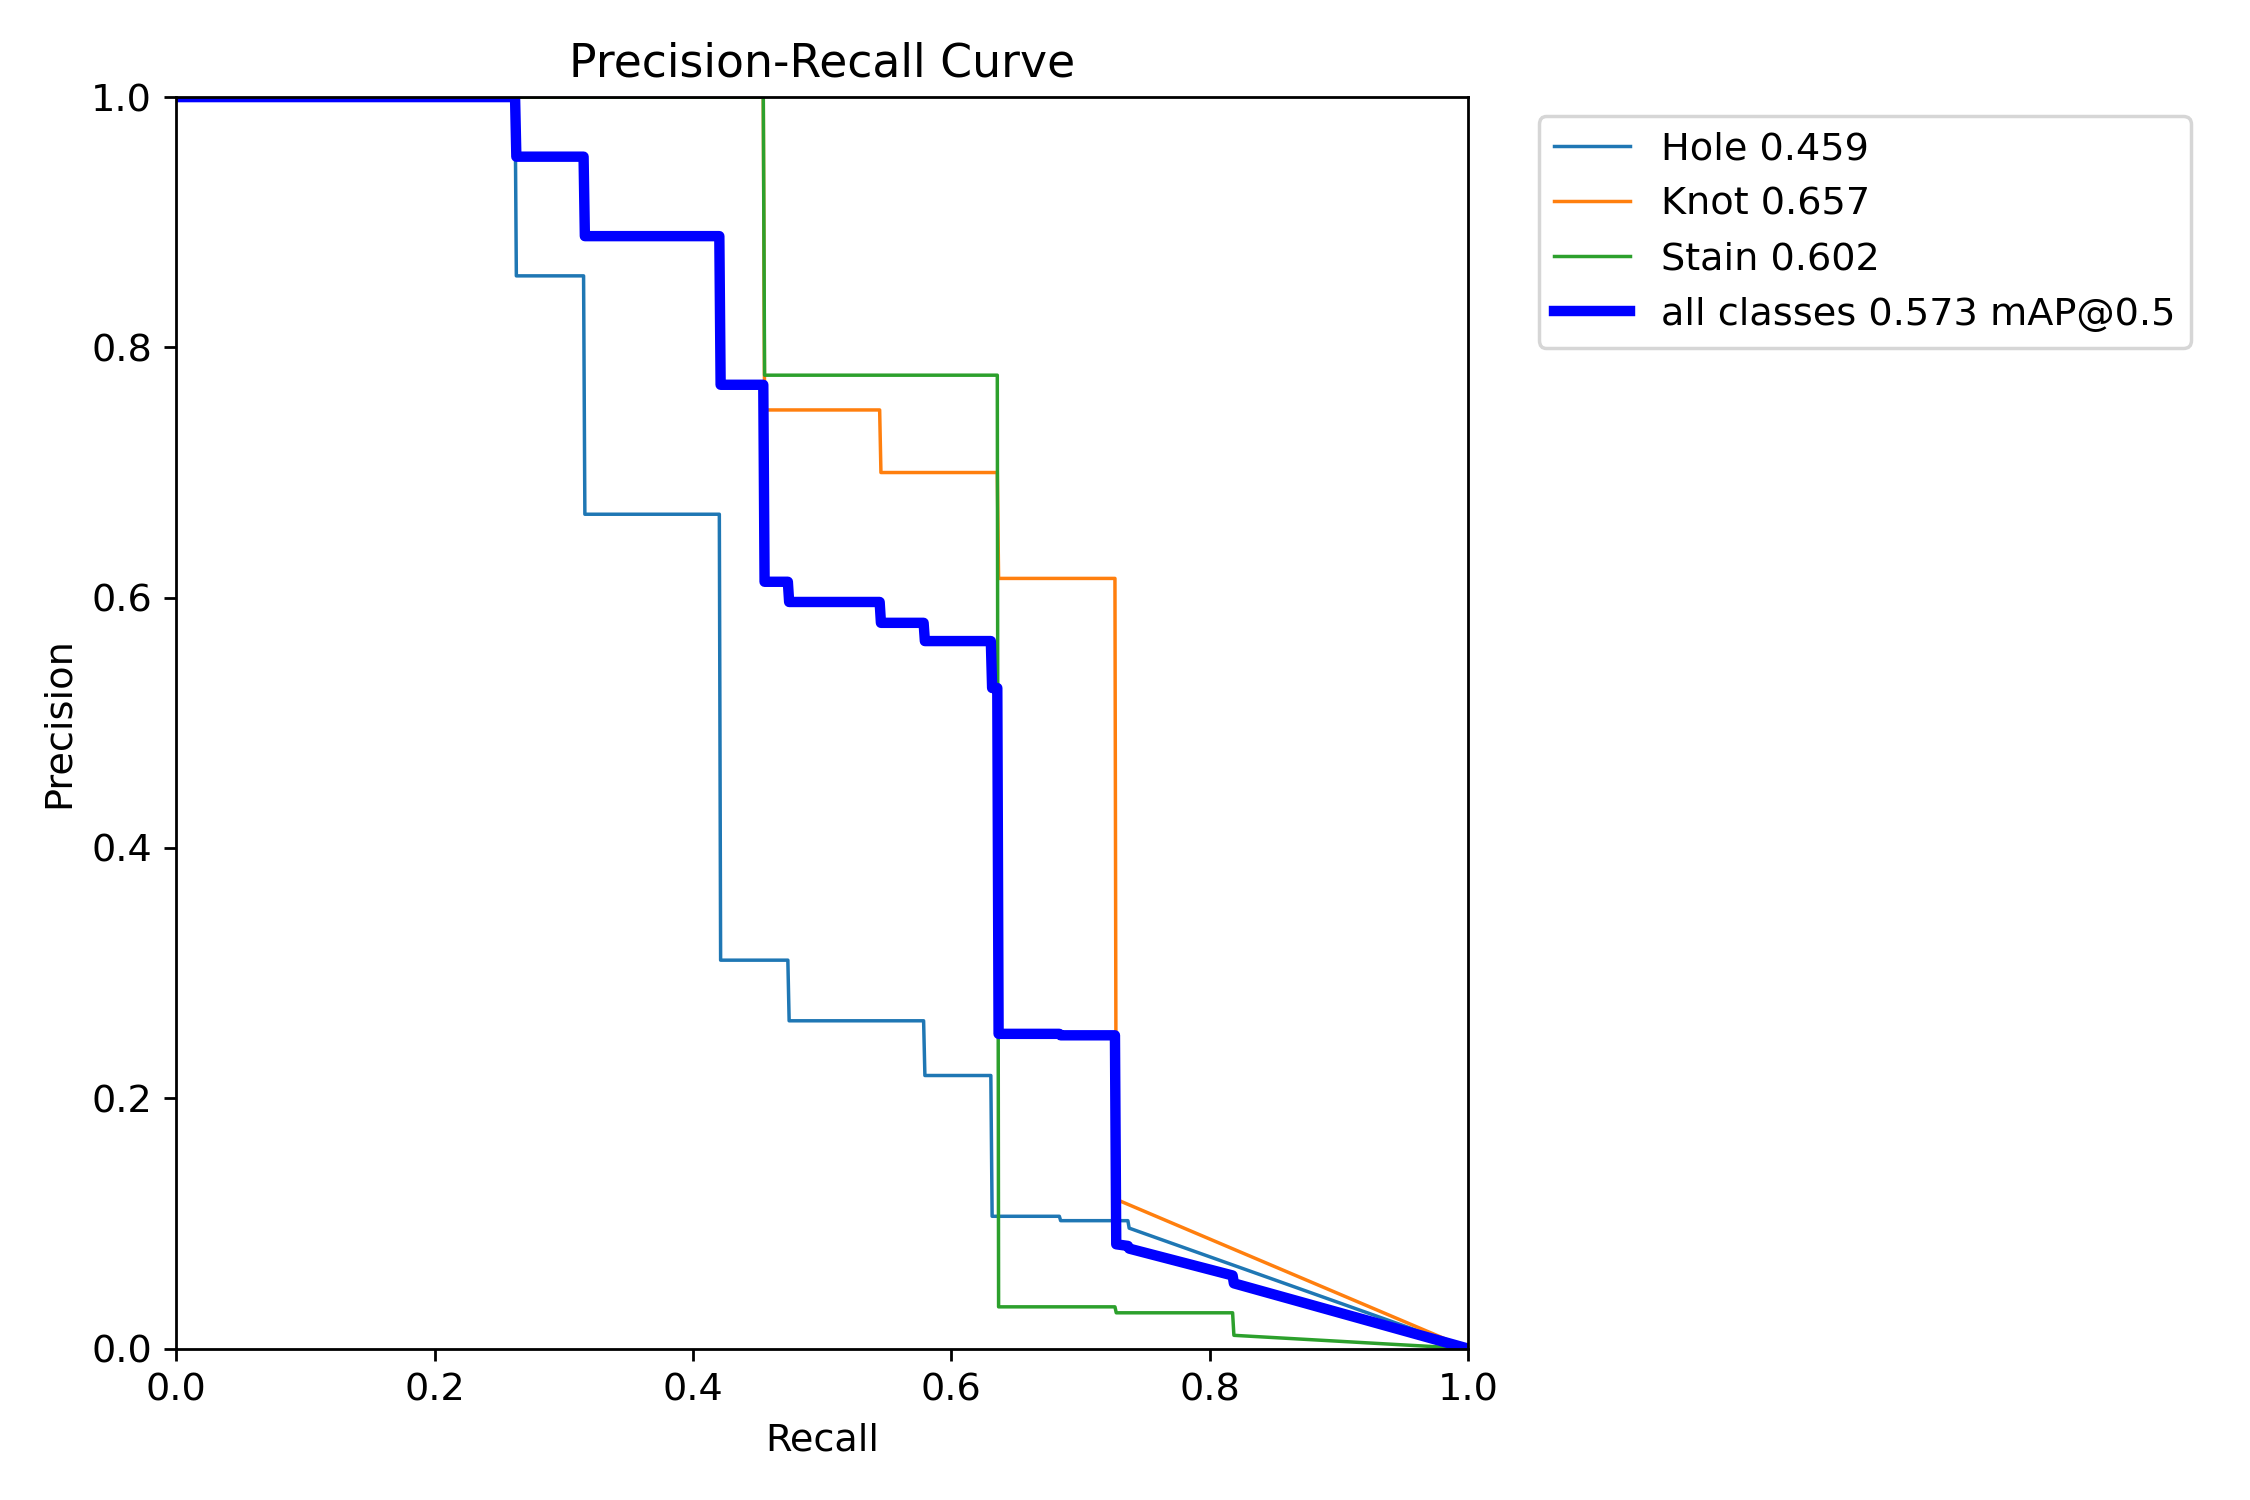 Precision-Recall Curve
1.0
0.8
0.6
0.4
0.2
0.0
Precision
0.0 0.2 0.4 0.6 0.8 1.0
Recall
Hole 0.459
Knot 0.657
Stain 0.602
all classes 0.573 mAP@0.5